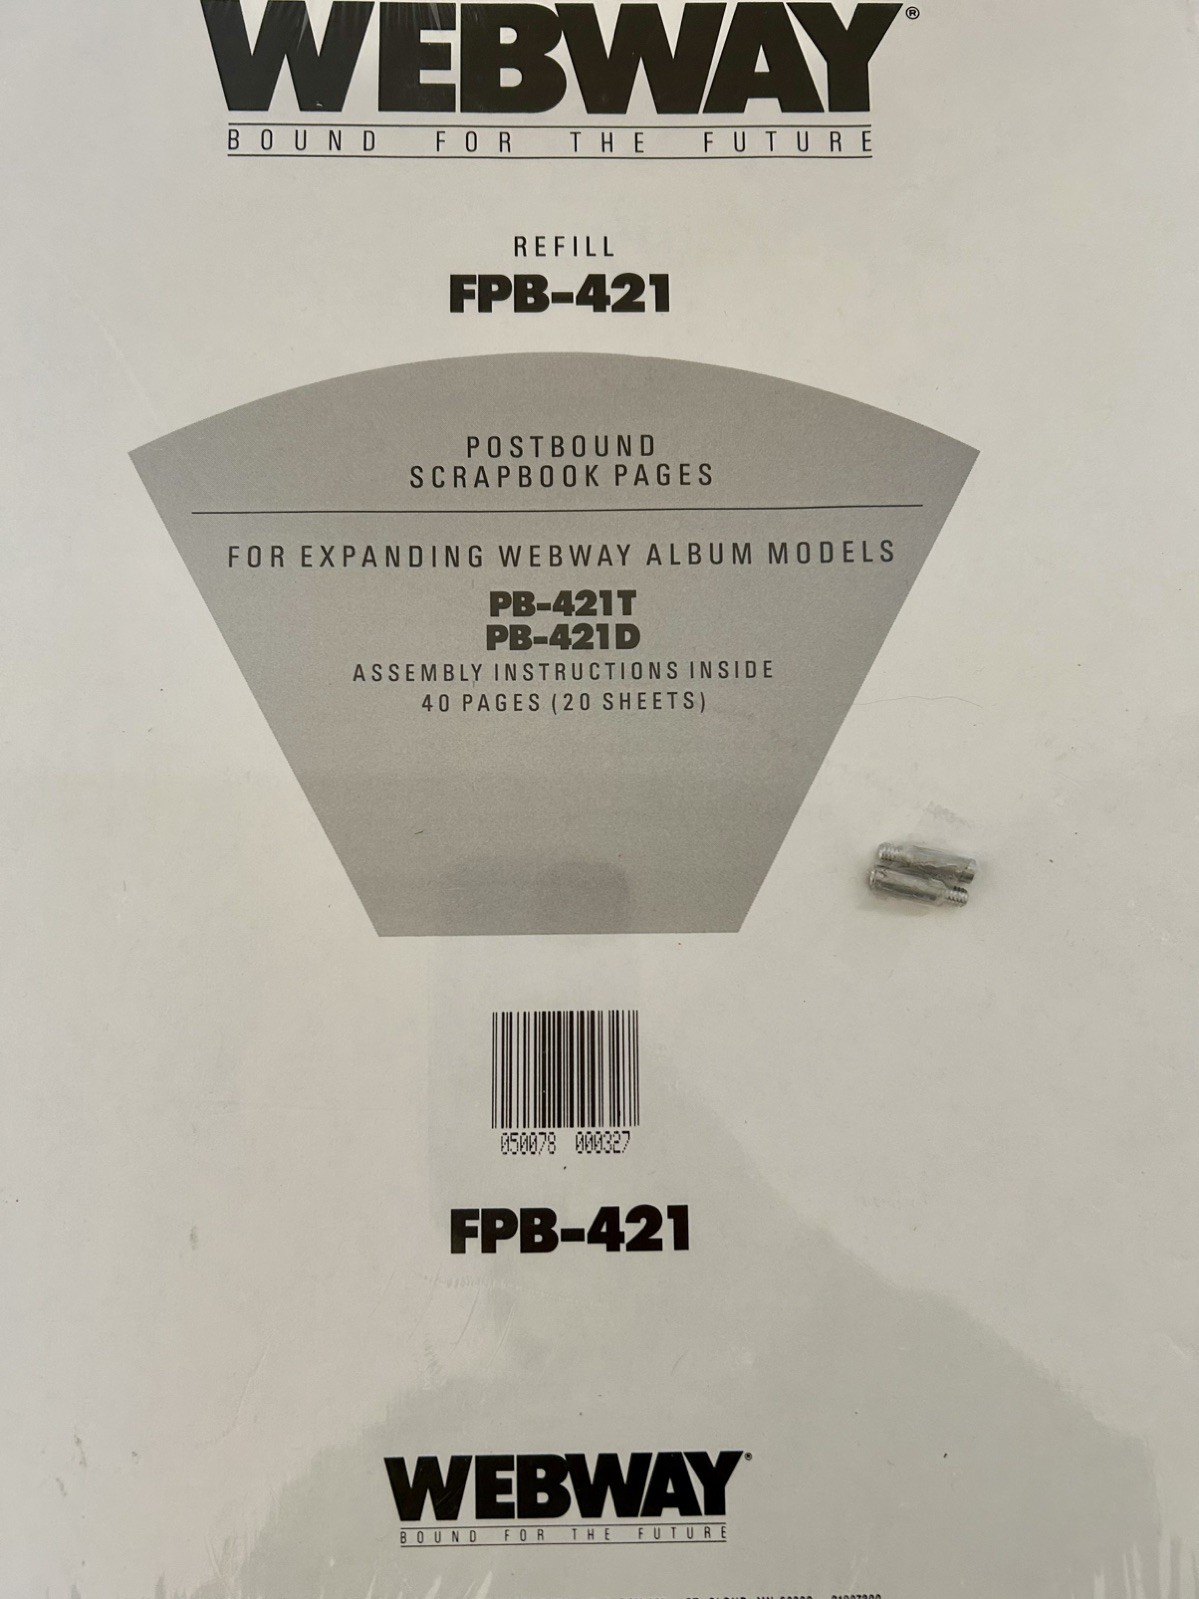 WEBWAY®
BOUND FOR THE FUTURE
REFILL
FPB-421
POSTBOUND
SCRAPBOOK PAGES
FOR EXPANDING WEBWAY ALBUM MODELS
PB-421T
PB-421D
ASSEMBLY INSTRUCTIONS INSIDE
40 PAGES (20 SHEETS)
050078 000327
FPB-421
WEBWAY®
BOUND FOR THE FUTURE